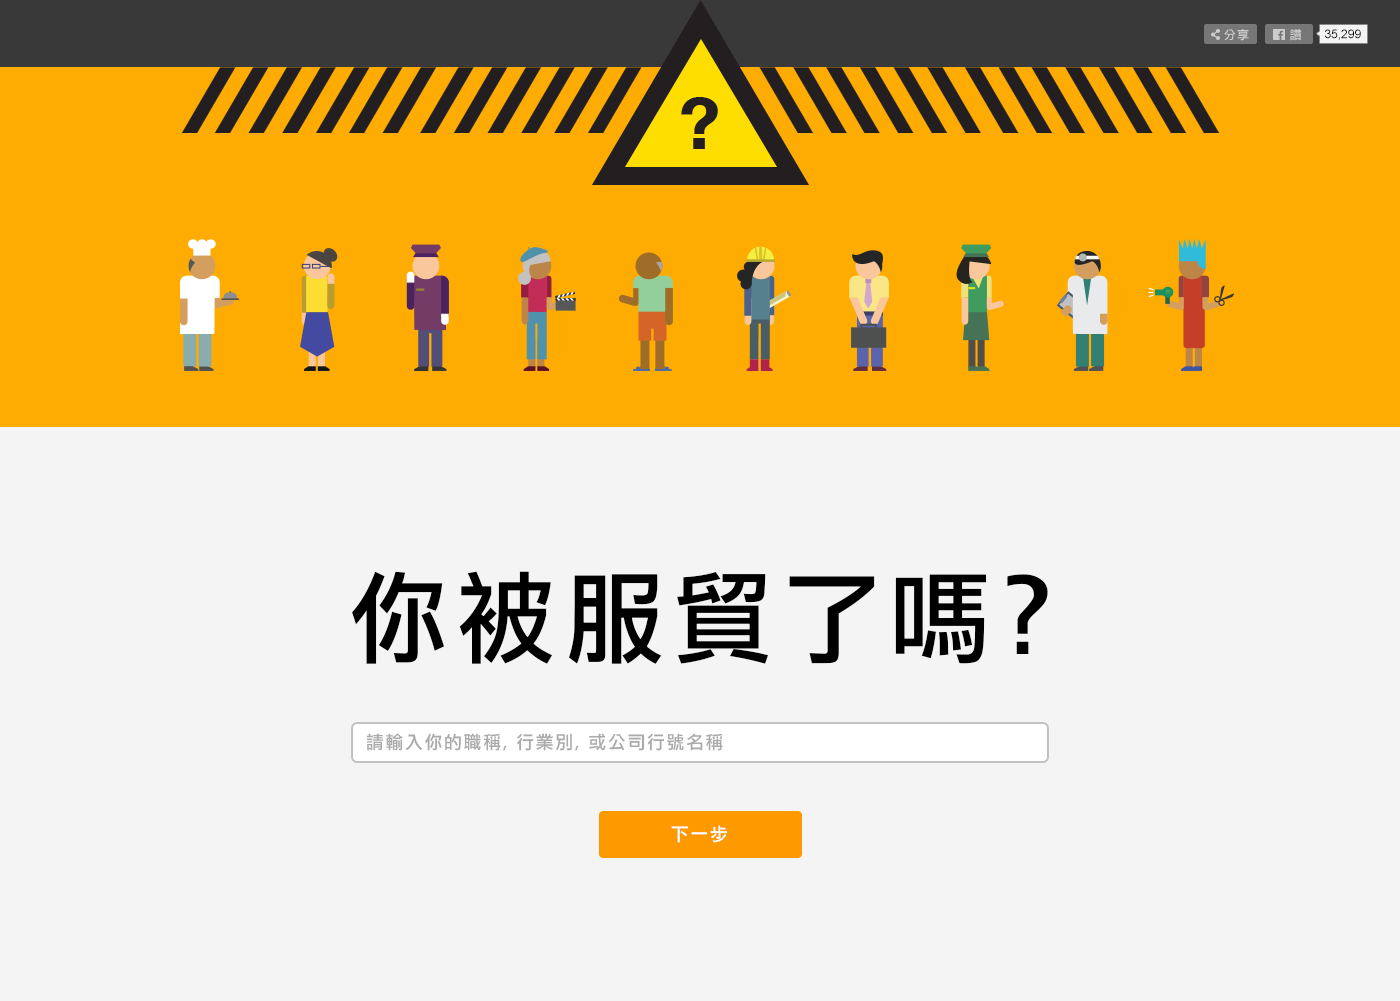 分享 讚 35,299
?
你被服貿了嗎?
請輸入你的職稱, 行業別, 或公司行號名稱
下一步